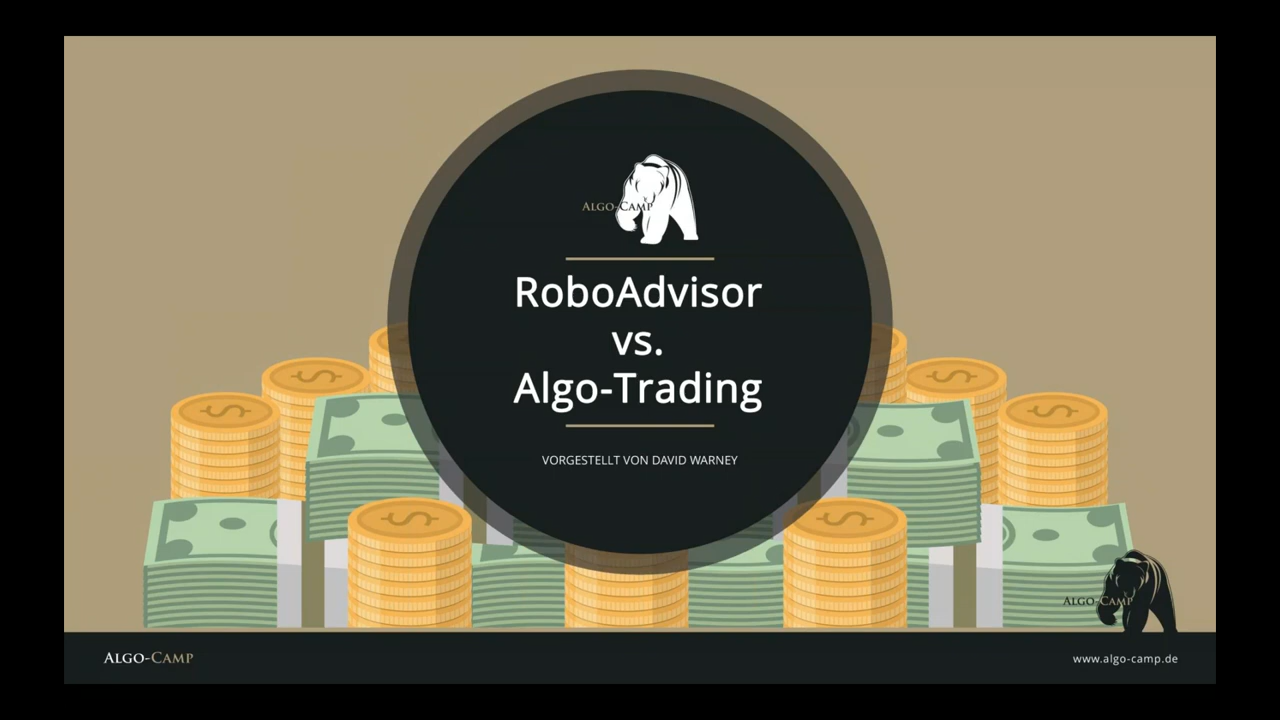 ALGO-CAMP
RoboAdvisor
vs.
Algo-Trading
VORGESTELLT VON DAVID WARNEY
ALGO-CAMP
ALGO-CAMP
www.algo-camp.de